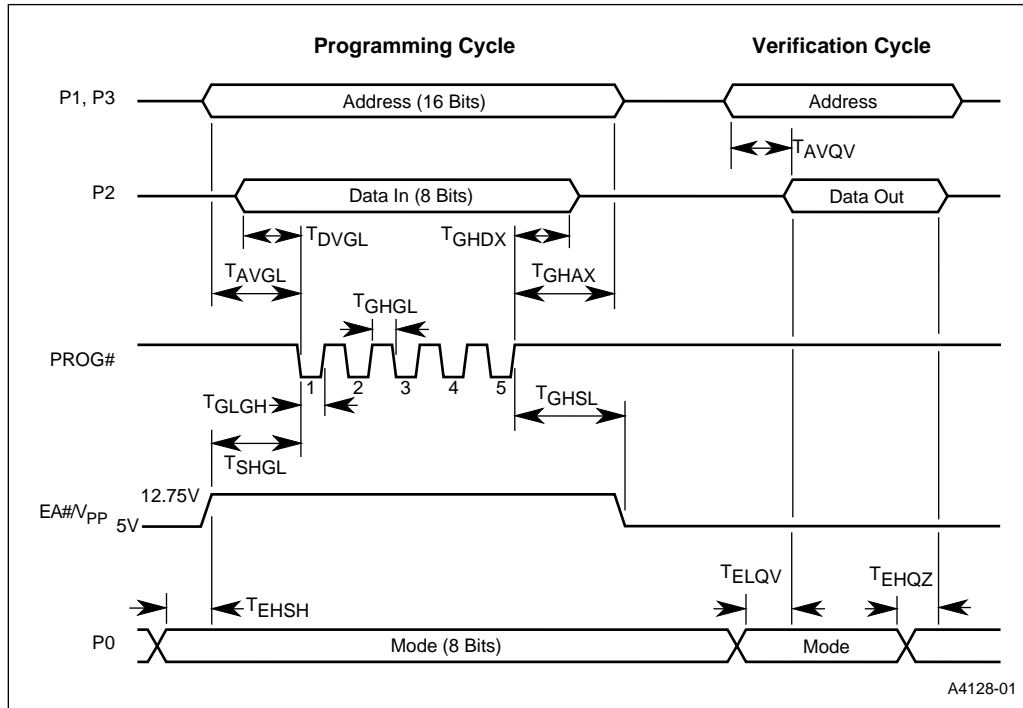 Programming Cycle
Verification Cycle
P1, P3
Address (16 Bits)
Address
TAVQV
P2
Data In (8 Bits)
Data Out
TDVGL
TGHDX
TAVGL
TGHAX
TGHGL
PROG#
1 2 3 4 5
TGLGH
TGHSL
TSHGL
12.75V
EA#/VPP
5V
TELQV
TEHQZ
TEHSH
P0
Mode (8 Bits)
Mode
A4128-01